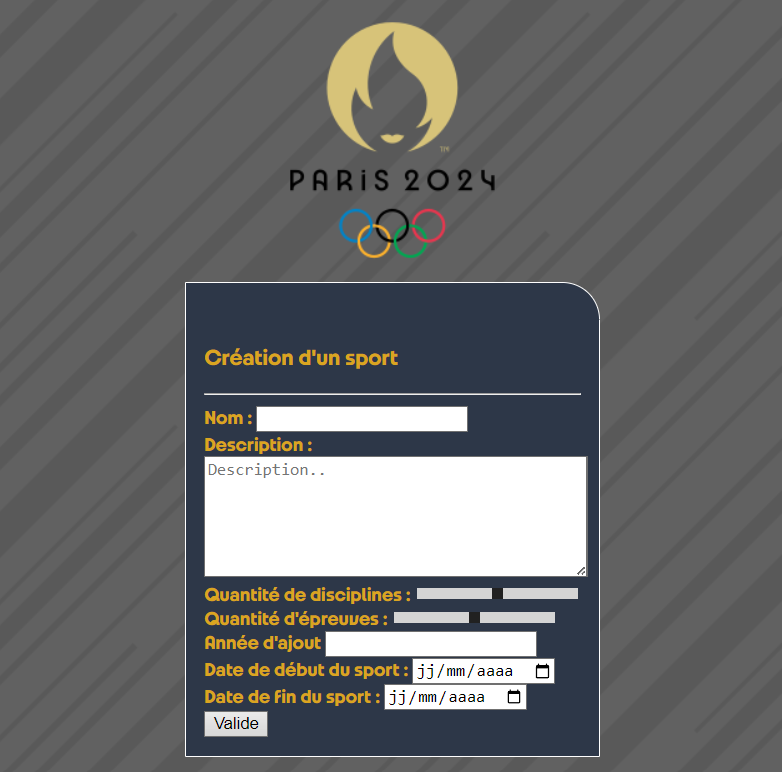 TM
PARIS 2024
Création d'un sport
Nom :
Description :
Description..
Quantité de disciplines :
Quantité d'épreuves :
Année d'ajout
Date de début du sport : jj/mm/aaaa
Date de fin du sport : jj/mm/aaaa
Valide